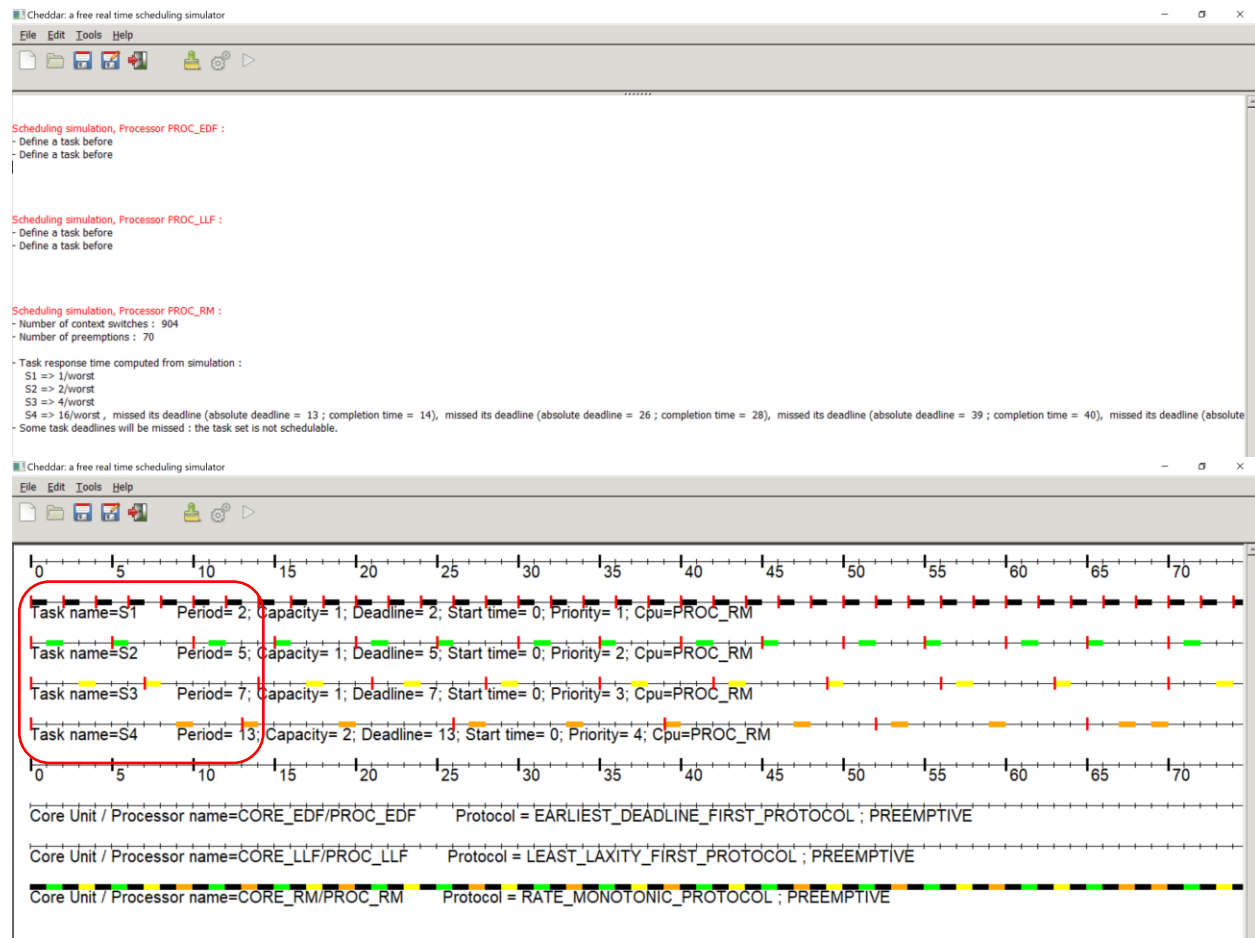 Cheddar: a free real time scheduling simulator
File Edit Tools Help
Scheduling simulation, Processor PROC_EDF :
- Define a task before
- Define a task before
Scheduling simulation, Processor PROC_LLF :
- Define a task before
- Define a task before
Scheduling simulation, Processor PROC_RM :
- Number of context switches : 904
- Number of preemptions : 70
- Task response time computed from simulation :
S1 => 1/worst
S2 => 2/worst
S3 => 4/worst
S4 => 16/worst , missed its deadline (absolute deadline = 13 ; completion time = 14), missed its deadline (absolute deadline = 26 ; completion time = 28), missed its deadline (absolute deadline = 39 ; completion time = 40), missed its deadline (absolute
- Some task deadlines will be missed : the task set is not schedulable.
Cheddar: a free real time scheduling simulator
File Edit Tools Help
0 5 10 15 20 25 30 35 40 45 50 55 60 65 70
Task name=S1 Period= 2; Capacity= 1; Deadline= 2; Start time= 0; Priority= 1; Cpu=PROC_RM
Task name=S2 Period= 5; Capacity= 1; Deadline= 5; Start time= 0; Priority= 2; Cpu=PROC_RM
Task name=S3 Period= 7; Capacity= 1; Deadline= 7; Start time= 0; Priority= 3; Cpu=PROC_RM
Task name=S4 Period= 13; Capacity= 2; Deadline= 13; Start time= 0; Priority= 4; Cpu=PROC_RM
0 5 10 15 20 25 30 35 40 45 50 55 60 65 70
Core Unit / Processor name=CORE_EDF/PROC_EDF Protocol = EARLIEST_DEADLINE_FIRST_PROTOCOL ; PREEMPTIVE
Core Unit / Processor name=CORE_LLF/PROC_LLF Protocol = LEAST_LAXITY_FIRST_PROTOCOL ; PREEMPTIVE
Core Unit / Processor name=CORE_RM/PROC_RM Protocol = RATE_MONOTONIC_PROTOCOL ; PREEMPTIVE